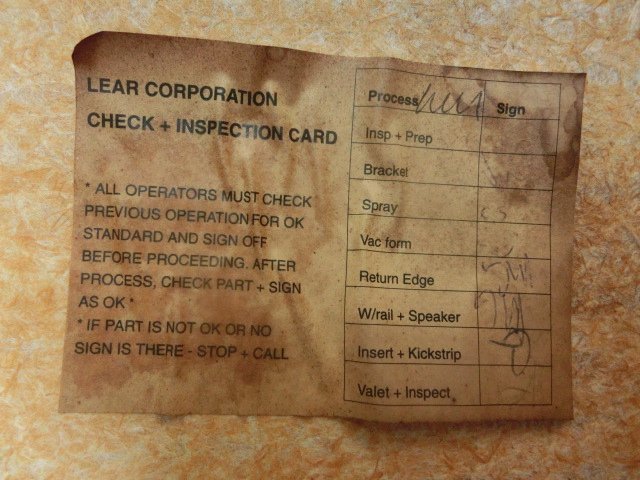 LEAR CORPORATION
CHECK + INSPECTION CARD
* ALL OPERATORS MUST CHECK
PREVIOUS OPERATION FOR OK
STANDARD AND SIGN OFF
BEFORE PROCEEDING. AFTER
PROCESS, CHECK PART + SIGN
AS OK *
* IF PART IS NOT OK OR NO
SIGN IS THERE - STOP + CALL
Process Sign
Insp + Prep
Bracket
Spray CS
Vac form
Return Edge
W/rail + Speaker
Insert + Kickstrip
Valet + Inspect